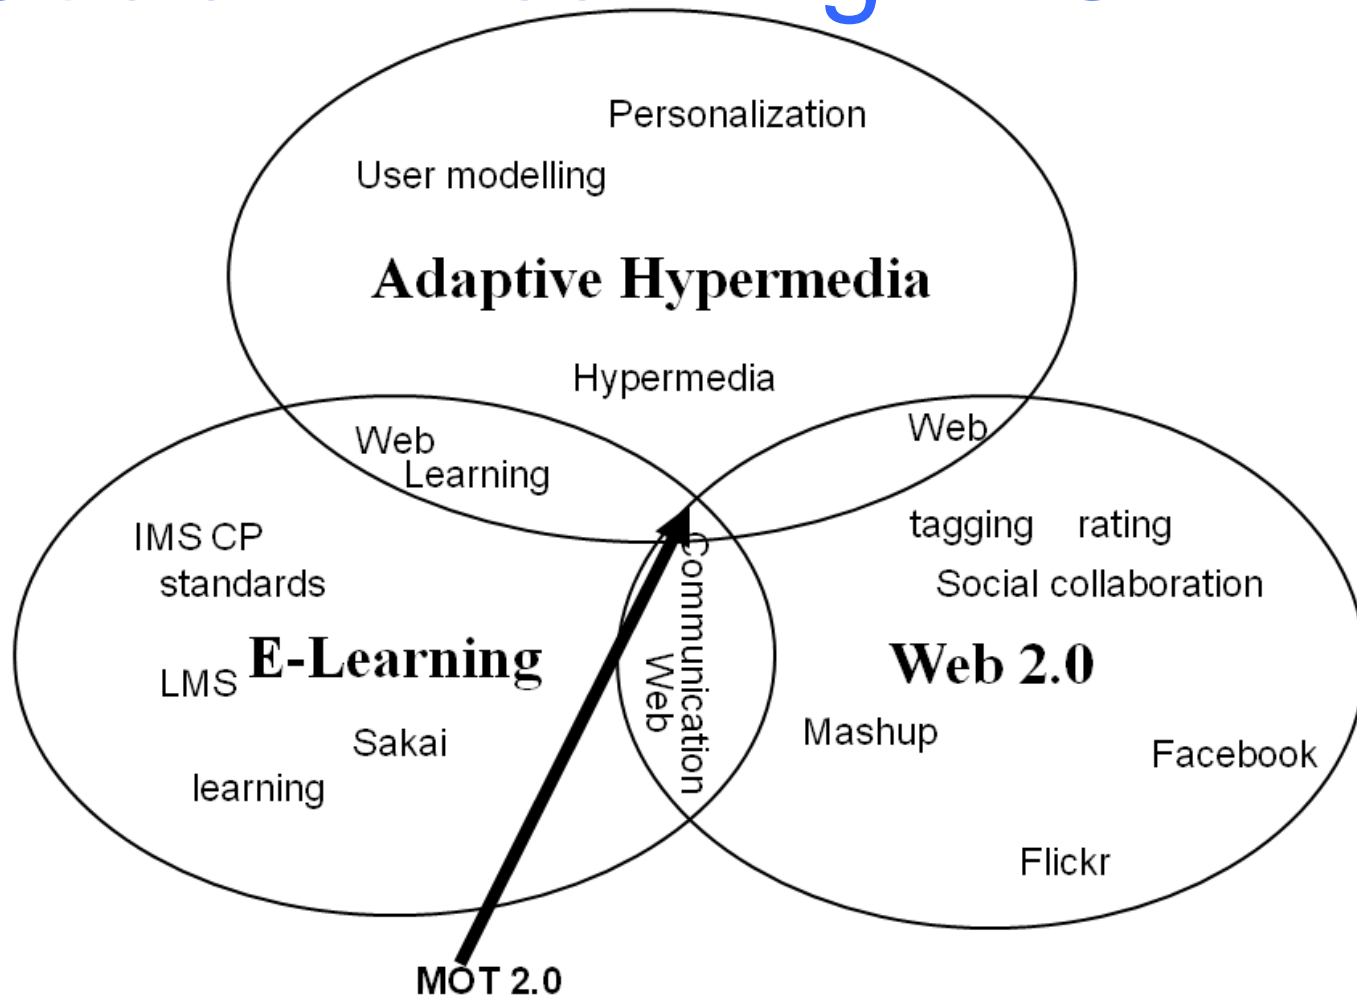 Personalization
User modelling
Adaptive Hypermedia
Hypermedia
Web
Learning
Web
IMS CP
standards
LMS
E-Learning
Sakai
learning
Communication
Web
tagging rating
Social collaboration
Web 2.0
Mashup
Facebook
Flickr
MOT 2.0